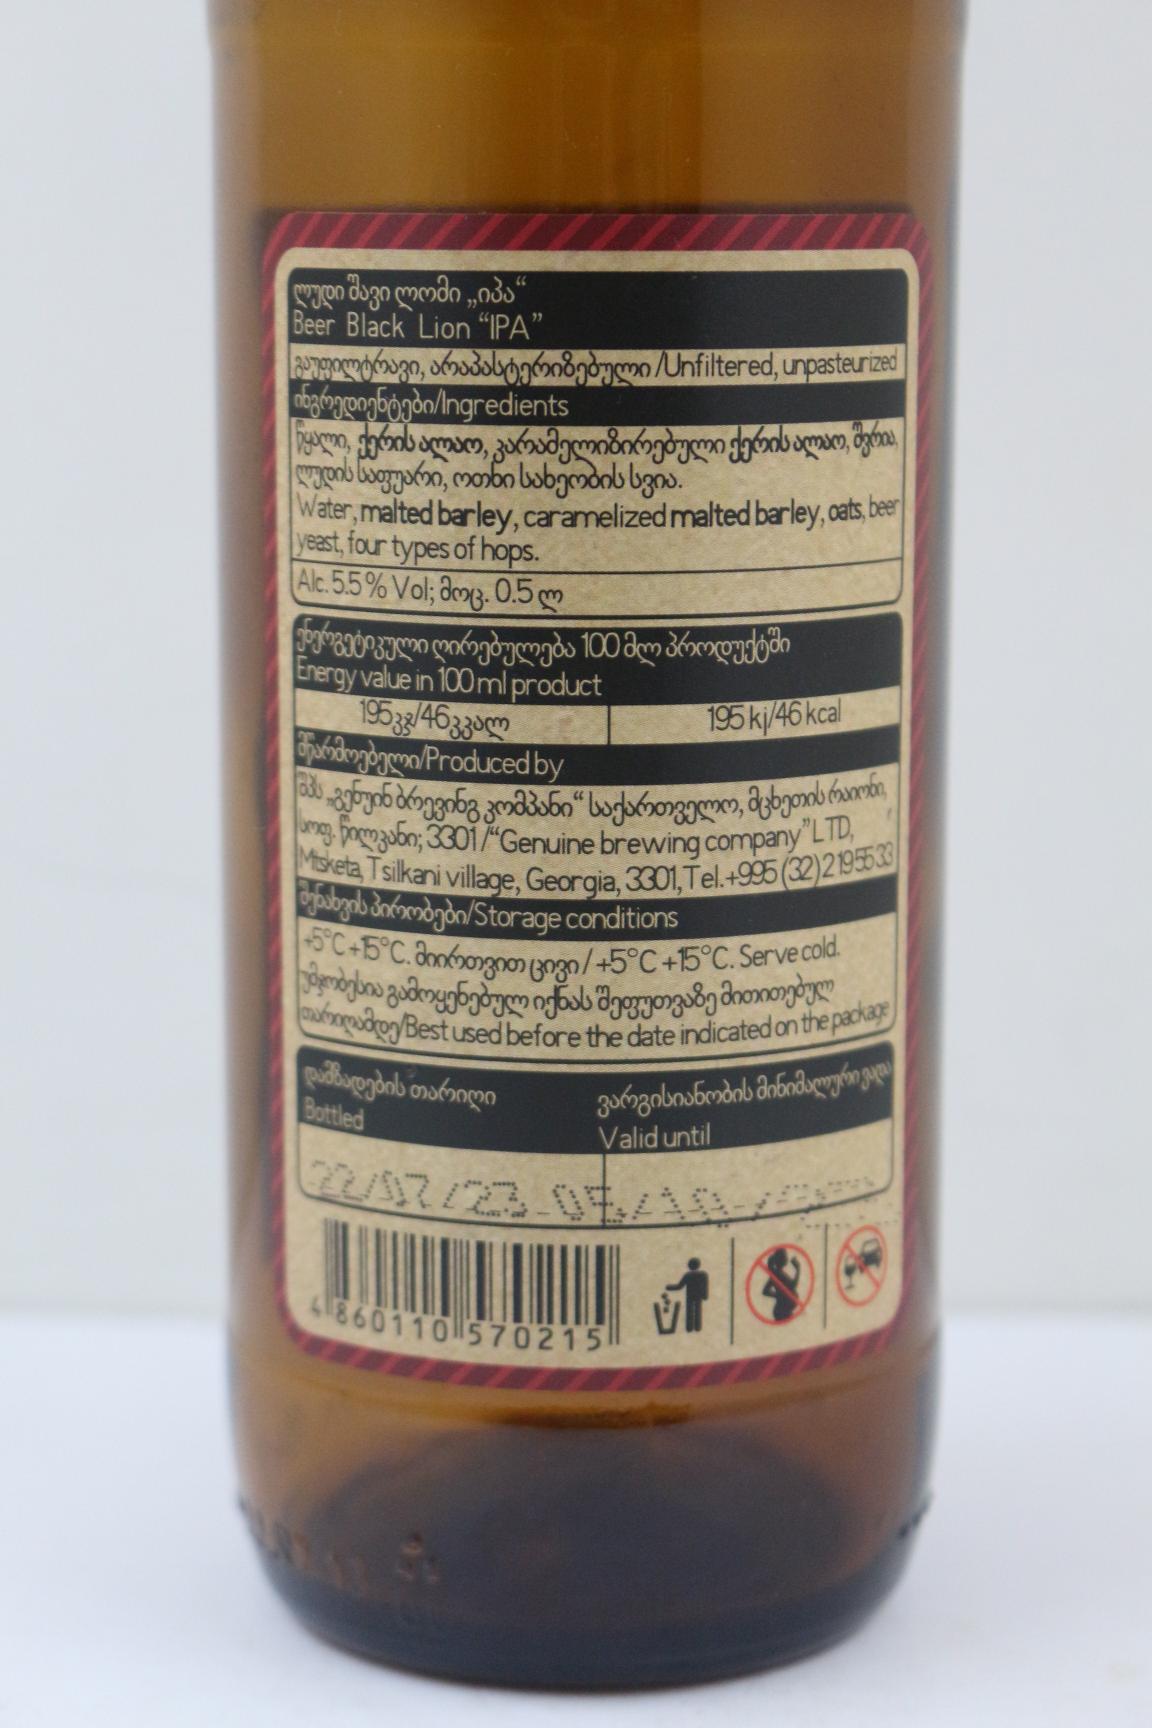 ლუდი შავი ლომი „იპა“
Beer Black Lion “IPA”
გაუფილტრავი, არაპასტერიზებული /Unfiltered, unpasteurized
ინგრედიენტები/Ingredients
წყალი, ქერის ალაო, კარამელიზირებული ქერის ალაო, შვრია,
ლუდის საფუარი, ოთხი სახეობის სვია.
Water, malted barley, caramelized malted barley, oats, beer
yeast, four types of hops.
Alc. 5.5% Vol; მოც. 0.5 ლ
ენერგეტიკული ღირებულება 100 მლ პროდუქტში
Energy value in 100 ml product
195კჯ/46კკალ
195 kj/46 kcal
მწარმოებელი/Produced by
შპს „გენუინ ბრევინგ კომპანი“ საქართველო, მცხეთის რაიონი,
სოფ. წილკანი; 3301 /“Genuine brewing company” LTD,
Mtsketa, Tsilkani village, Georgia, 3301, Tel.+995 (32) 2195533
შენახვის პირობები/Storage conditions
+5°C +15°C. მიირთვით ცივი / +5°C +15°C. Serve cold.
უმჯობესია გამოყენებულ იქნას შეფუთვაზე მითითებულ
თარიღამდე/Best used before the date indicated on the package
დამზადების თარიღი
Bottled
ვარგისიანობის მინიმალური ვადა
Valid until
22/07/23
4 860110 570215